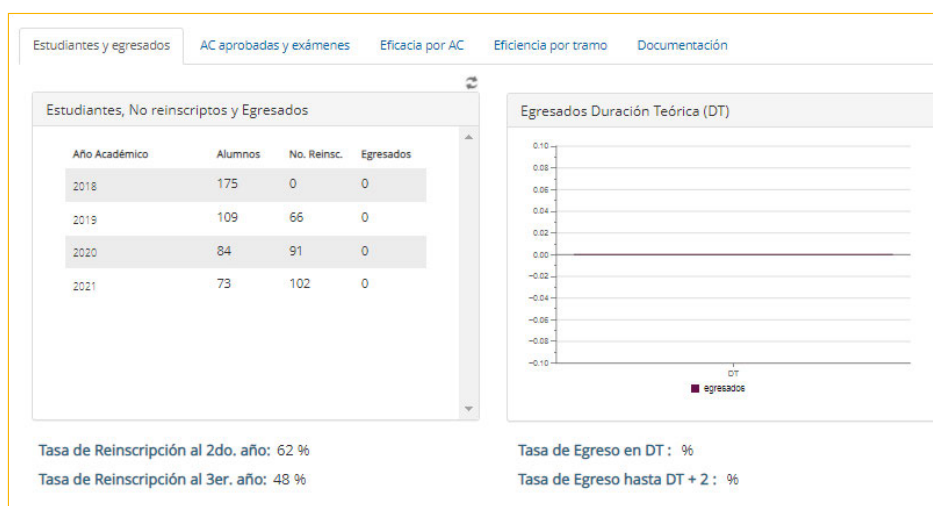 Estudiantes y egresados AC aprobadas y exámenes Eficacia por AC Eficiencia por tramo Documentación
Estudiantes, No reinscriptos y Egresados
Año Académico Alumnos No. Reinsc. Egresados
2018 175 0 0
2019 109 66 0
2020 84 91 0
2021 73 102 0
Tasa de Reinscripción al 2do. año: 62 %
Tasa de Reinscripción al 3er. año: 48 %
Egresados Duración Teórica (DT)
0.10
0.08
0.06
0.04
0.02
0.00
-0.02
-0.04
-0.06
-0.08
-0.10
DT
egresados
Tasa de Egreso en DT : %
Tasa de Egreso hasta DT + 2 : %